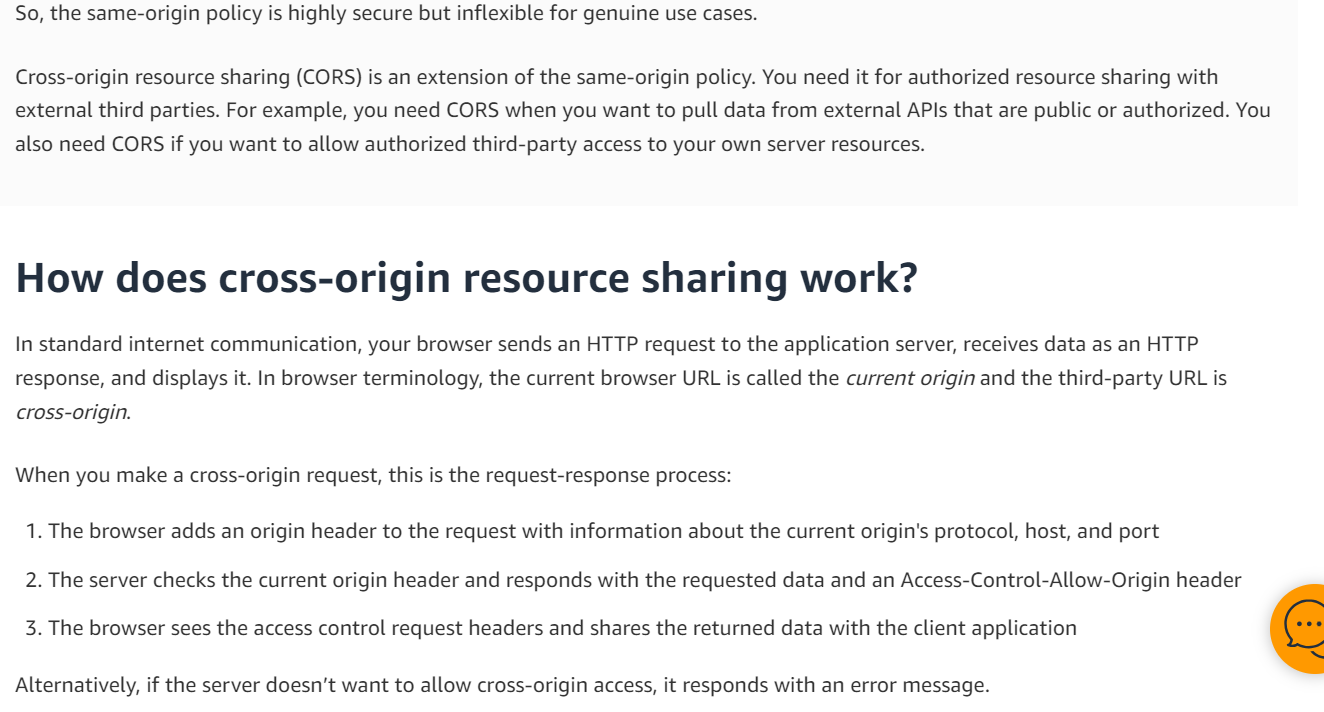 So, the same-origin policy is highly secure but inflexible for genuine use cases.
Cross-origin resource sharing (CORS) is an extension of the same-origin policy. You need it for authorized resource sharing with
external third parties. For example, you need CORS when you want to pull data from external APIs that are public or authorized. You
also need CORS if you want to allow authorized third-party access to your own server resources.
How does cross-origin resource sharing work?
In standard internet communication, your browser sends an HTTP request to the application server, receives data as an HTTP
response, and displays it. In browser terminology, the current browser URL is called the current origin and the third-party URL is
cross-origin.
When you make a cross-origin request, this is the request-response process:
1. The browser adds an origin header to the request with information about the current origin's protocol, host, and port
2. The server checks the current origin header and responds with the requested data and an Access-Control-Allow-Origin header
3. The browser sees the access control request headers and shares the returned data with the client application
Alternatively, if the server doesn’t want to allow cross-origin access, it responds with an error message.